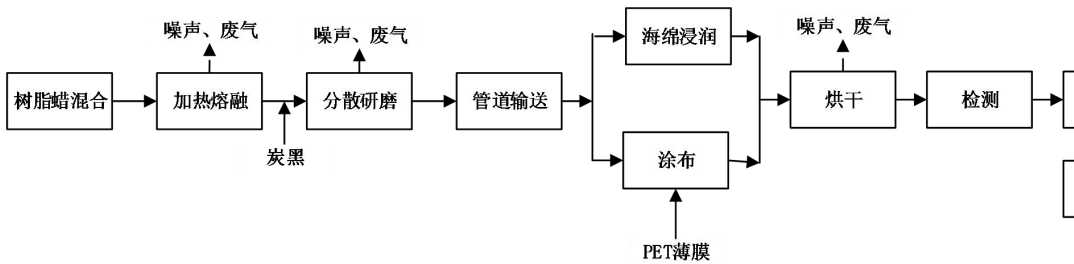 噪声、废气
噪声、废气
海绵浸润
噪声、废气
树脂蜡混合
加热熔融
分散研磨
管道输送
烘干
检测
炭黑
涂布
PET薄膜